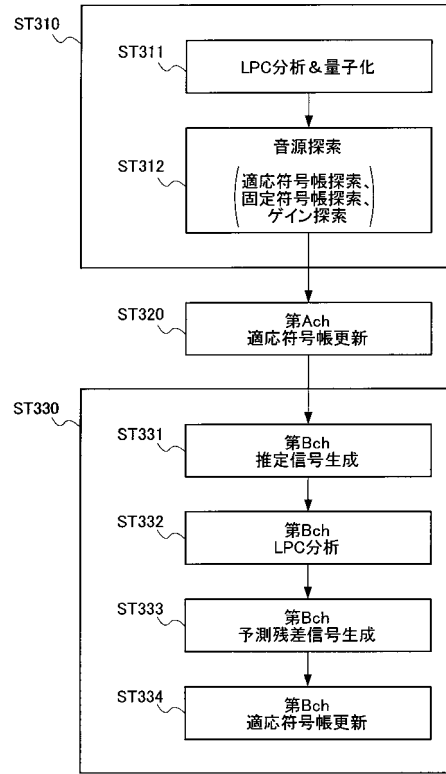 ST310
ST311
LPC分析＆量子化
ST312
音源探索
適応符号帳探索、
固定符号帳探索、
ゲイン探索
ST320
第Ach
適応符号帳更新
ST330
ST331
第Bch
推定信号生成
ST332
第Bch
LPC分析
ST333
第Bch
予測残差信号生成
ST334
第Bch
適応符号帳更新